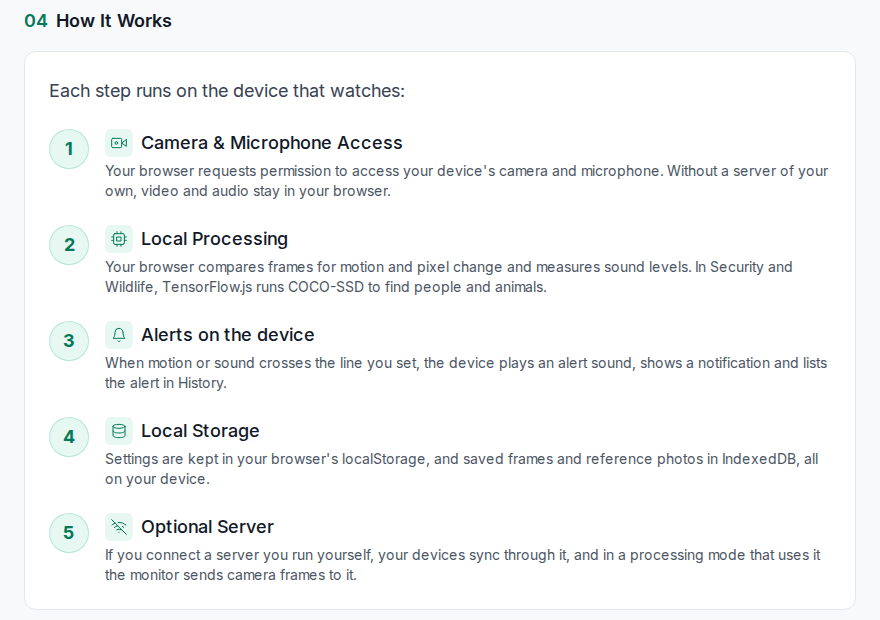 04 How It Works
Each step runs on the device that watches:
1
Camera & Microphone Access
Your browser requests permission to access your device's camera and microphone. Without a server of your
own, video and audio stay in your browser.
2
Local Processing
Your browser compares frames for motion and pixel change and measures sound levels. In Security and
Wildlife, TensorFlow.js runs COCO-SSD to find people and animals.
3
Alerts on the device
When motion or sound crosses the line you set, the device plays an alert sound, shows a notification and lists
the alert in History.
4
Local Storage
Settings are kept in your browser's localStorage, and saved frames and reference photos in IndexedDB, all
on your device.
5
Optional Server
If you connect a server you run yourself, your devices sync through it, and in a processing mode that uses it
the monitor sends camera frames to it.